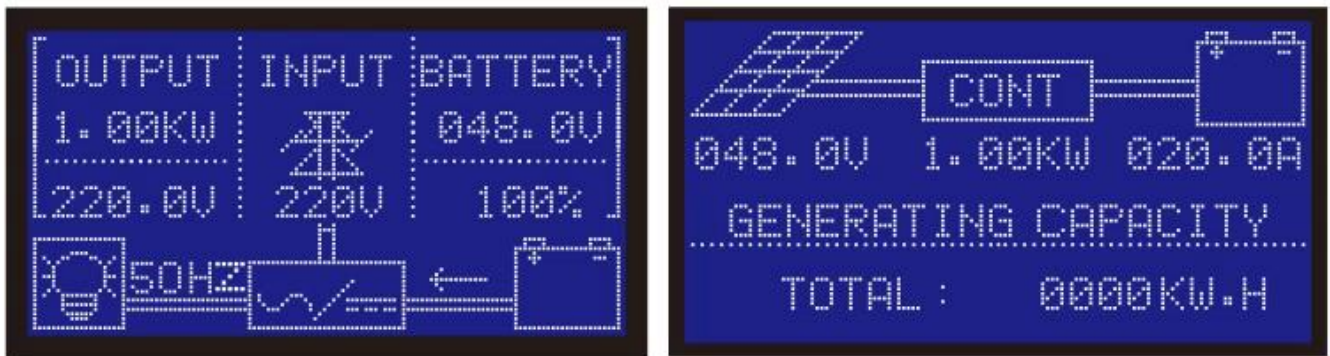 OUTPUT INPUT BATTERY
1.00KW 048.0V
220.0V 220V 100%
50HZ
CONT
048.0V 1.00KW 020.0A
GENERATING CAPACITY
TOTAL: 0000KW.H